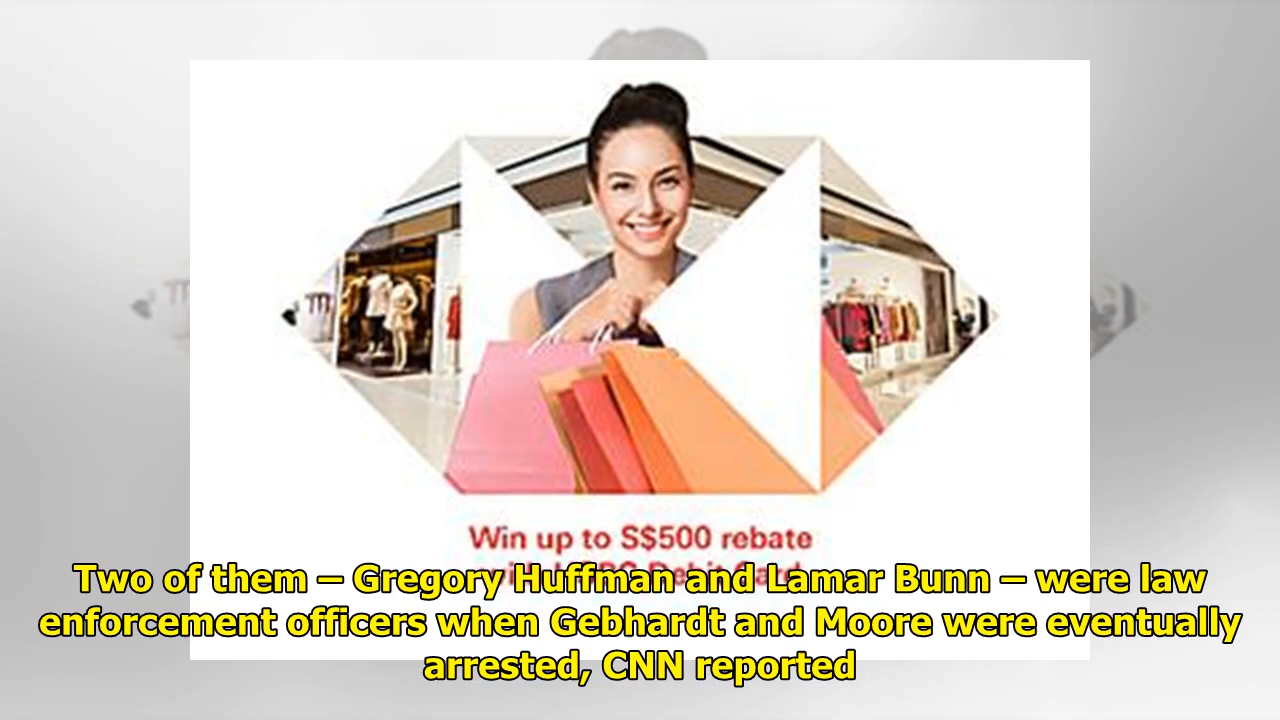 Win up to S$500 rebate
Two of them – Gregory Huffman and Lamar Bunn – were law
enforcement officers when Gebhardt and Moore were eventually
arrested, CNN reported